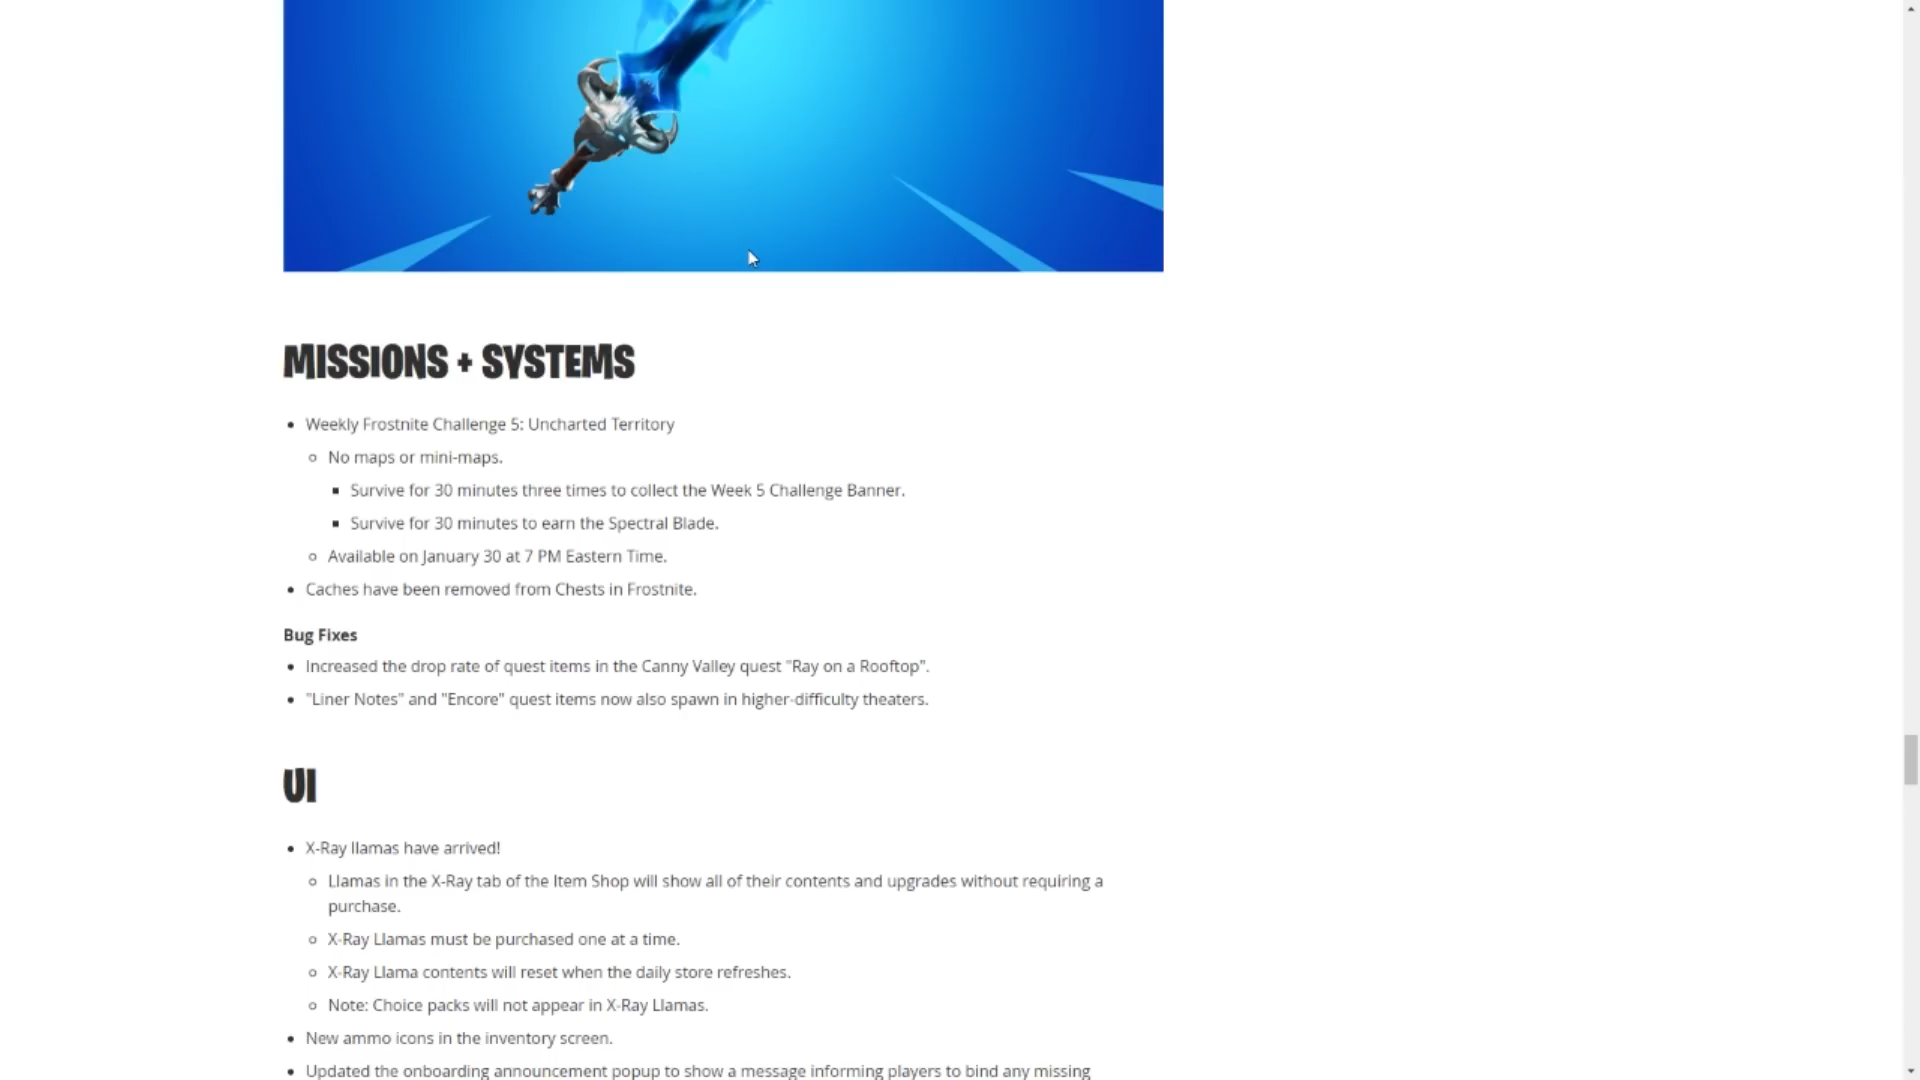 MISSIONS + SYSTEMS
• Weekly Frostnite Challenge 5: Uncharted Territory
○ No maps or mini-maps.
▪ Survive for 30 minutes three times to collect the Week 5 Challenge Banner.
▪ Survive for 30 minutes to earn the Spectral Blade.
○ Available on January 30 at 7 PM Eastern Time.
• Caches have been removed from Chests in Frostnite.
Bug Fixes
• Increased the drop rate of quest items in the Canny Valley quest "Ray on a Rooftop".
• "Liner Notes" and "Encore" quest items now also spawn in higher-difficulty theaters.
UI
• X-Ray llamas have arrived!
○ Llamas in the X-Ray tab of the Item Shop will show all of their contents and upgrades without requiring a
purchase.
○ X-Ray Llamas must be purchased one at a time.
○ X-Ray Llama contents will reset when the daily store refreshes.
○ Note: Choice packs will not appear in X-Ray Llamas.
• New ammo icons in the inventory screen.
• Updated the onboarding announcement popup to show a message informing players to bind any missing